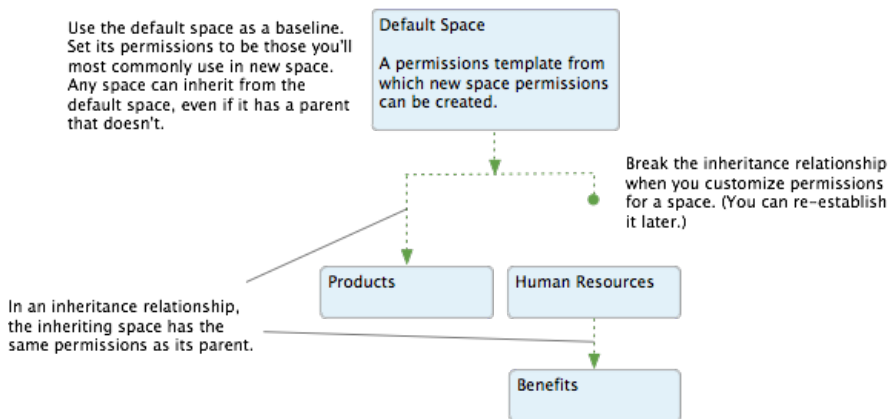 Use the default space as a baseline.
Set its permissions to be those you'll
most commonly use in new space.
Any space can inherit from the
default space, even if it has a parent
that doesn't.
Default Space
A permissions template from
which new space permissions
can be created.
Break the inheritance relationship
when you customize permissions
for a space. (You can re-establish
it later.)
Products
Human Resources
In an inheritance relationship,
the inheriting space has the
same permissions as its parent.
Benefits